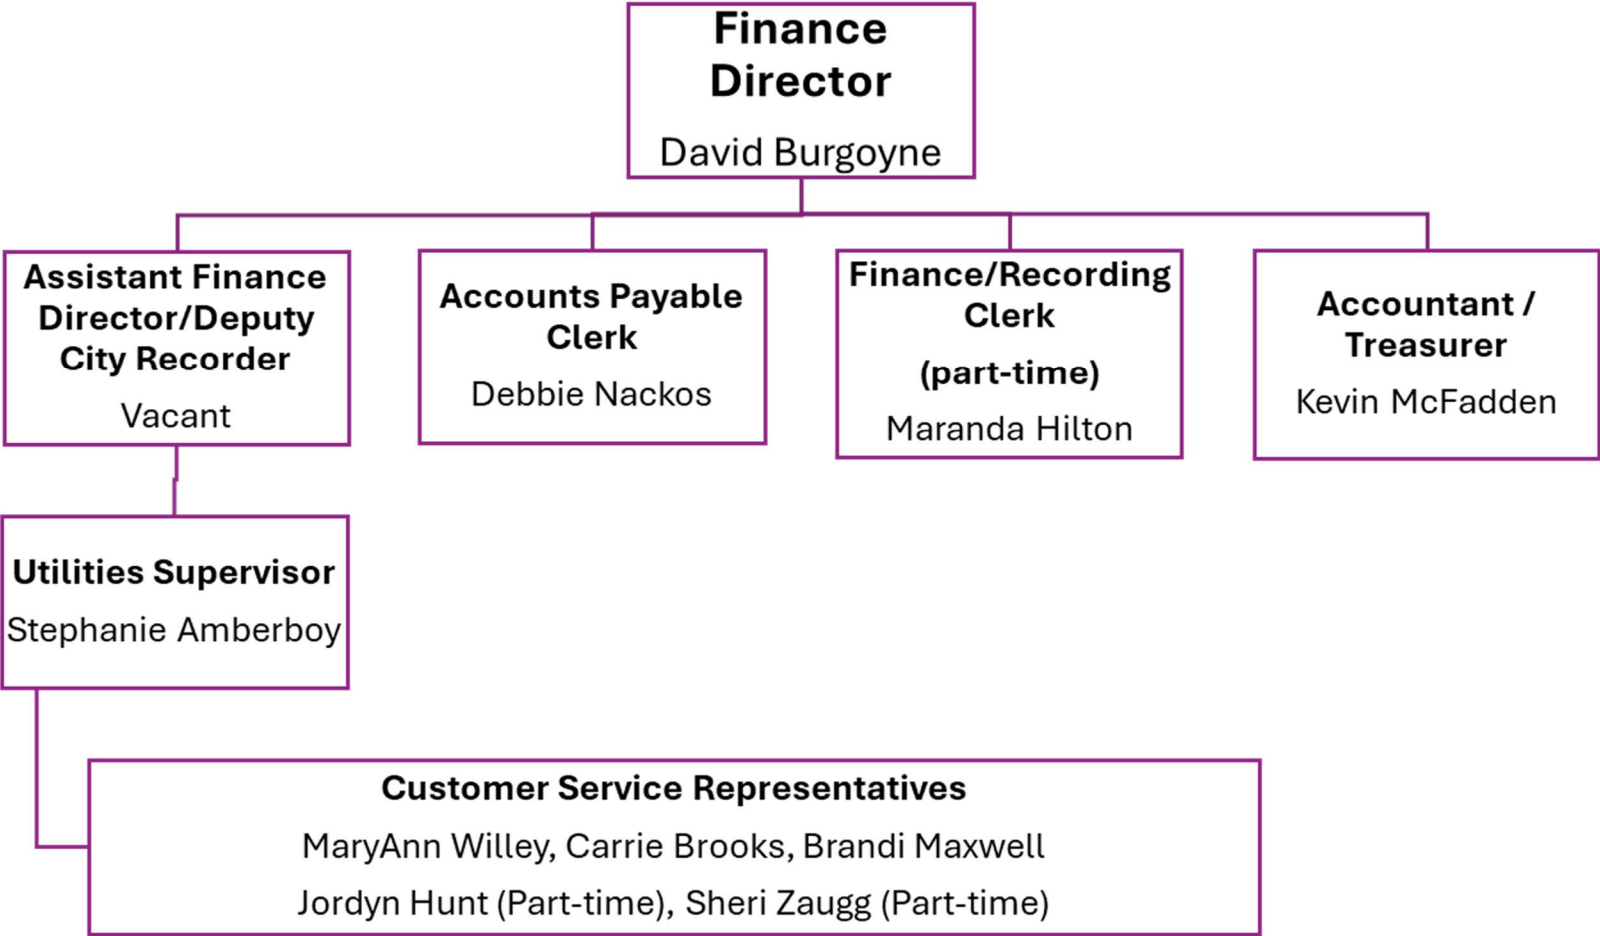 Finance
Director
David Burgoyne
Assistant Finance
Director/Deputy
City Recorder
Vacant
Accounts Payable
Clerk
Debbie Nackos
Finance/Recording
Clerk
(part-time)
Maranda Hilton
Accountant /
Treasurer
Kevin McFadden
Utilities Supervisor
Stephanie Amberboy
Customer Service Representatives
MaryAnn Willey, Carrie Brooks, Brandi Maxwell
Jordyn Hunt (Part-time), Sheri Zaugg (Part-time)